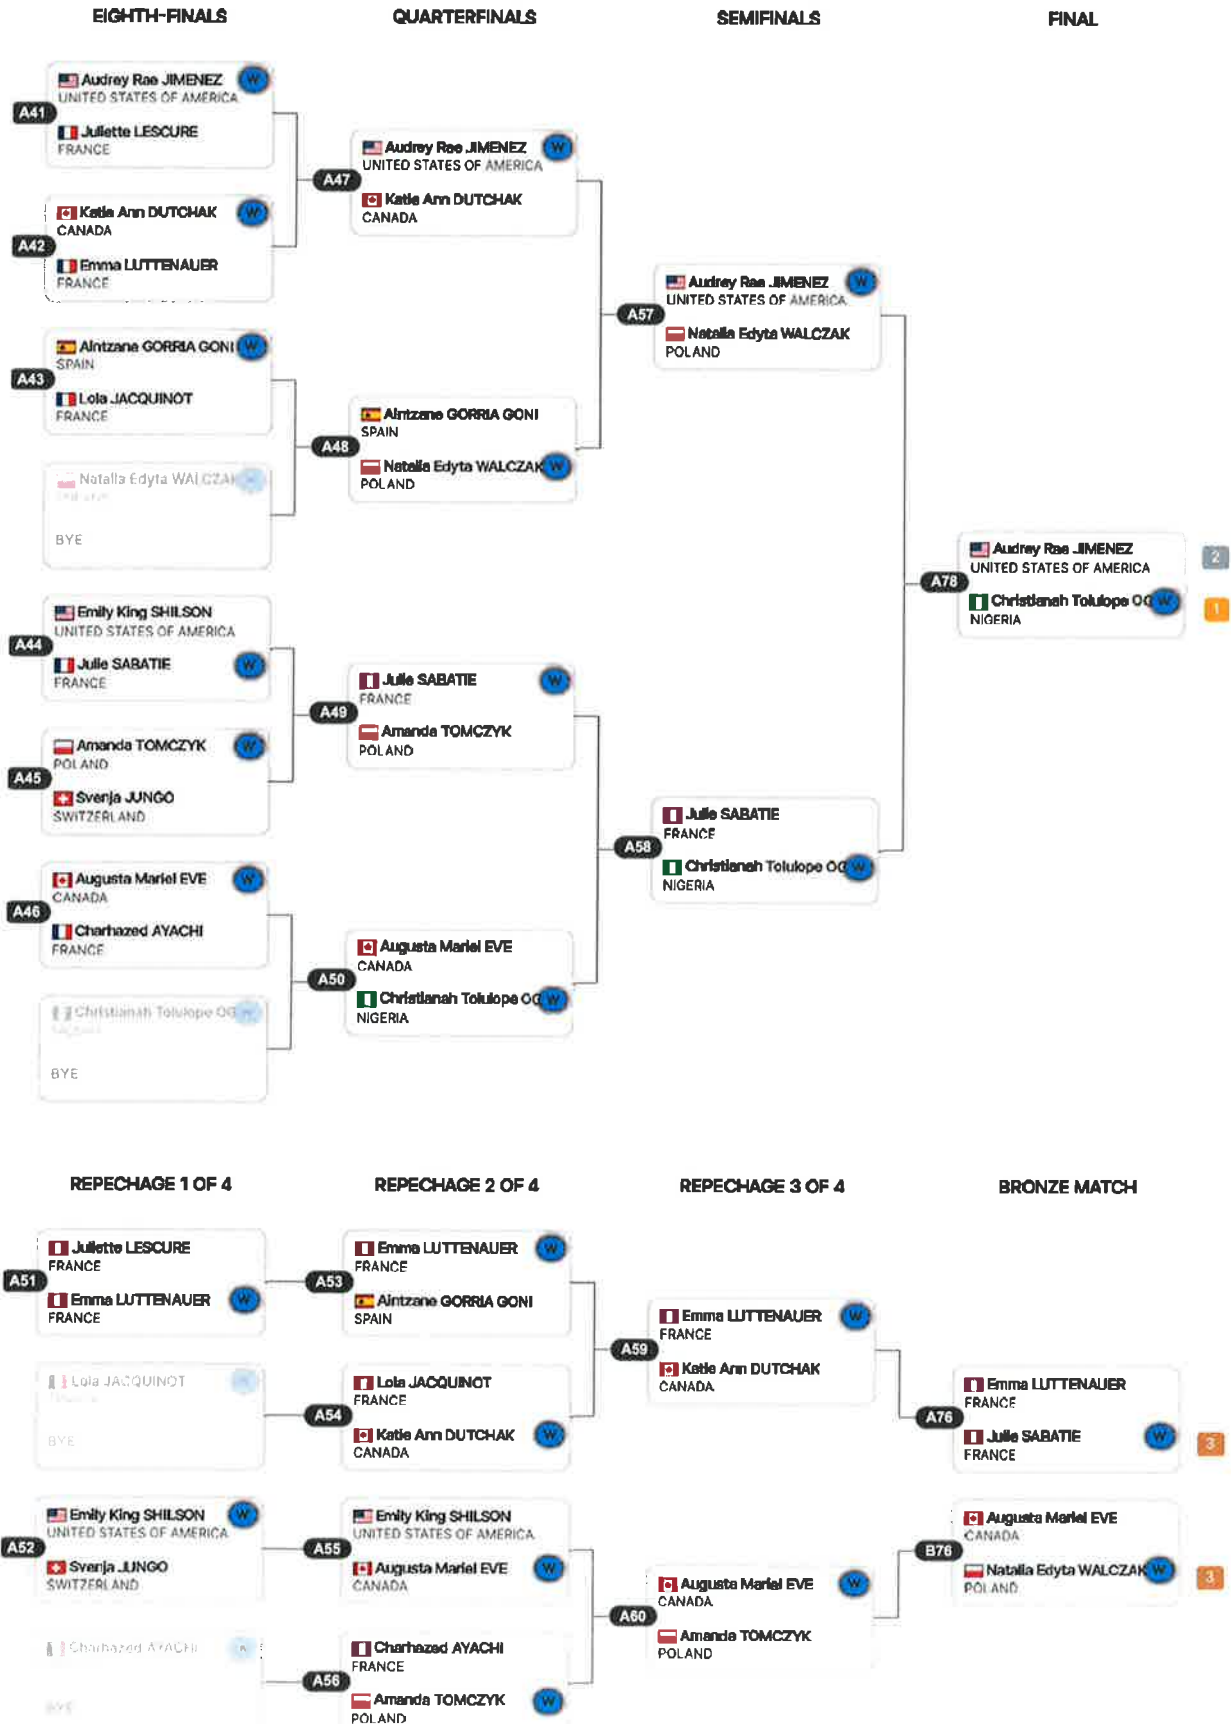 EIGHTH-FINALS
QUARTERFINALS
SEMIFINALS
FINAL
A41
Audrey Rae JIMENEZ W
UNITED STATES OF AMERICA
Juliette LESCURE
FRANCE
A42
Katie Ann DUTCHAK W
CANADA
Emma LUTTENAUER
FRANCE
A43
Aintzane GORRIA GONI W
SPAIN
Lola JACQUINOT
FRANCE
Natalia Edyta WALCZAK W
BYE
A44
Emily King SHILSON
UNITED STATES OF AMERICA
Julie SABATIE W
FRANCE
A45
Amanda TOMCZYK W
POLAND
Svenja JUNGO
SWITZERLAND
A46
Augusta Mariel EVE W
CANADA
Charhazed AYACHI
FRANCE
Christianah Tolulope OG
BYE
A47
Audrey Rae JIMENEZ W
UNITED STATES OF AMERICA
Katie Ann DUTCHAK
CANADA
A48
Aintzane GORRIA GONI
SPAIN
Natalia Edyta WALCZAK W
POLAND
A49
Julie SABATIE W
FRANCE
Amanda TOMCZYK
POLAND
A50
Augusta Mariel EVE
CANADA
Christianah Tolulope OG W
NIGERIA
A57
Audrey Rae JIMENEZ W
UNITED STATES OF AMERICA
Natalia Edyta WALCZAK
POLAND
A58
Julie SABATIE
FRANCE
Christianah Tolulope OG W
NIGERIA
A78
Audrey Rae JIMENEZ
UNITED STATES OF AMERICA
2
Christianah Tolulope OG W
NIGERIA
1
REPECHAGE 1 OF 4
REPECHAGE 2 OF 4
REPECHAGE 3 OF 4
BRONZE MATCH
A51
Juliette LESCURE
FRANCE
Emma LUTTENAUER W
FRANCE
Lola JACQUINOT
BYE
A52
Emily King SHILSON W
UNITED STATES OF AMERICA
Svenja JUNGO
SWITZERLAND
Charhazed AYACHI
BYE
A53
Emma LUTTENAUER W
FRANCE
Aintzane GORRIA GONI
SPAIN
A54
Lola JACQUINOT
FRANCE
Katie Ann DUTCHAK W
CANADA
A55
Emily King SHILSON
UNITED STATES OF AMERICA
Augusta Mariel EVE W
CANADA
A56
Charhazed AYACHI
FRANCE
Amanda TOMCZYK W
POLAND
A59
Emma LUTTENAUER W
FRANCE
Katie Ann DUTCHAK
CANADA
A60
Augusta Mariel EVE W
CANADA
Amanda TOMCZYK
POLAND
A76
Emma LUTTENAUER
FRANCE
Julie SABATIE W
FRANCE
3
B76
Augusta Mariel EVE
CANADA
Natalia Edyta WALCZAK W
POLAND
3